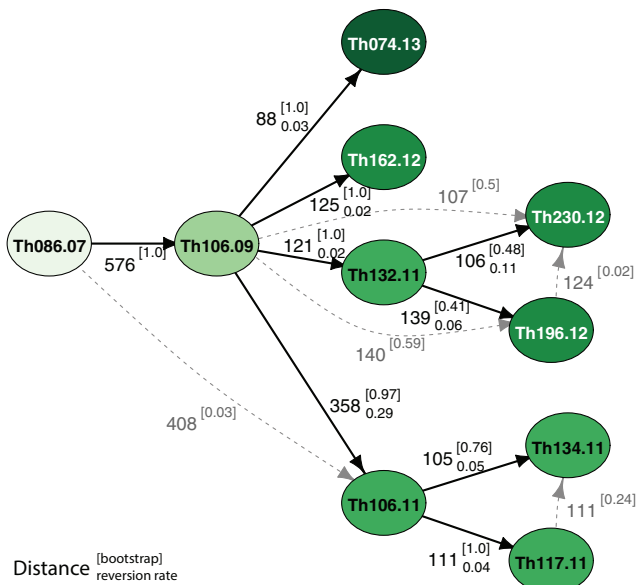 Th074.13
88 [1.0]
0.03
Th162.12
125 [1.0]
0.02
107 [0.5]
Th230.12
Th086.07
576 [1.0]
Th106.09
121 [1.0]
0.02
Th132.11
106 [0.48]
0.11
124 [0.02]
139 [0.41]
0.06
Th196.12
140 [0.59]
408 [0.03]
358 [0.97]
0.29
Th134.11
105 [0.76]
0.05
Th106.11
111 [0.24]
111 [1.0]
0.04
Th117.11
Distance [bootstrap]
reversion rate